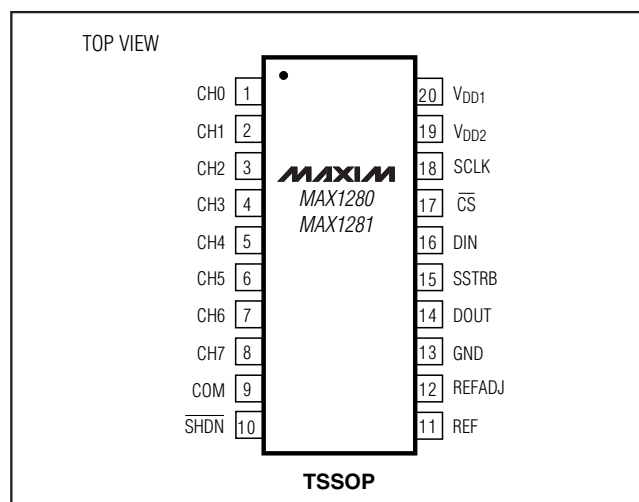 TOP VIEW
CH0 1 20 VDD1
CH1 2 19 VDD2
CH2 3 MAXIM 18 SCLK
CH3 4 MAX1280 17 C̅S̅
MAX1281
CH4 5 16 DIN
CH5 6 15 SSTRB
CH6 7 14 DOUT
CH7 8 13 GND
COM 9 12 REFADJ
S̅H̅D̅N̅ 10 11 REF
TSSOP